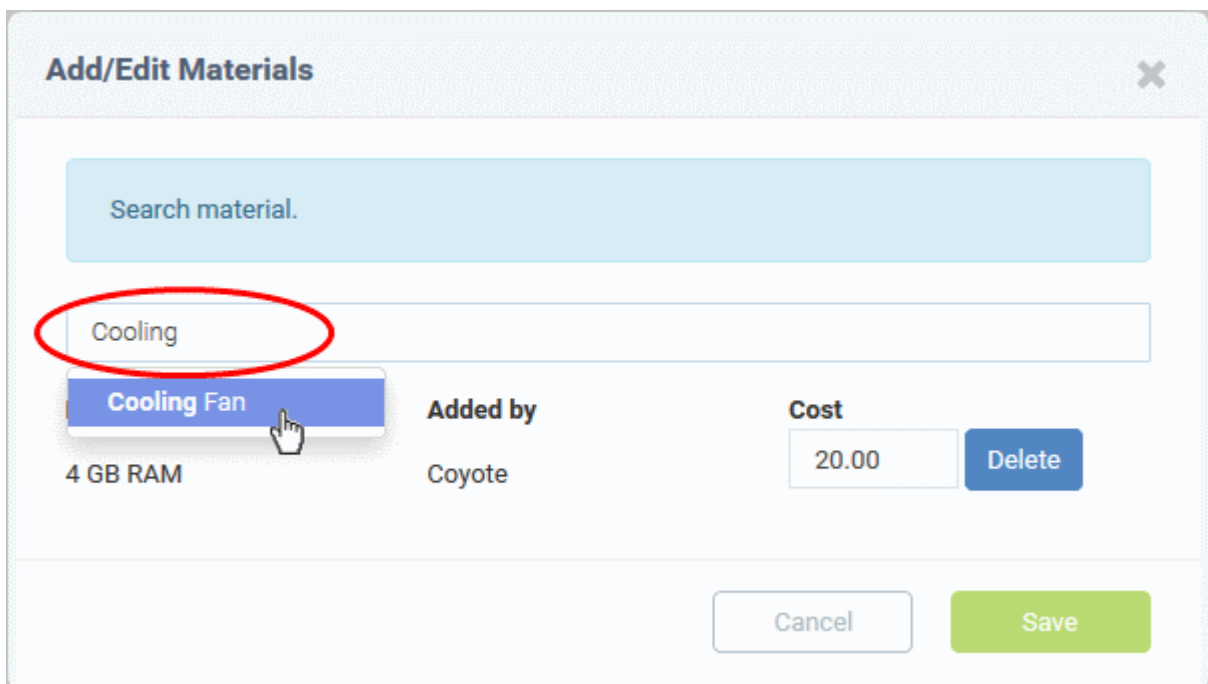 Add/Edit Materials
Search material.
Cooling
Cooling Fan
Added by
Cost
4 GB RAM
Coyote
20.00
Delete
Cancel
Save